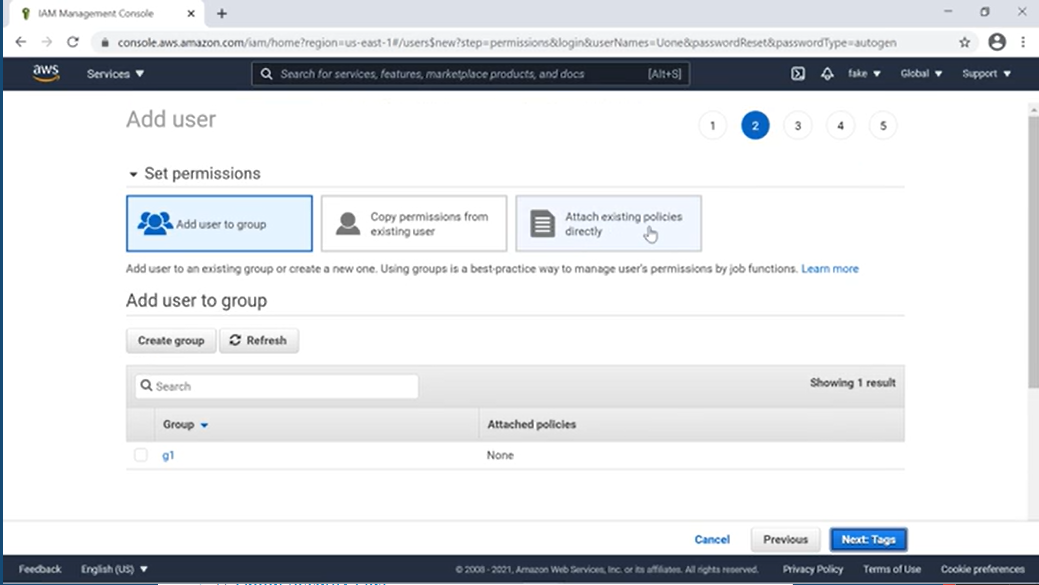 IAM Management Console
console.aws.amazon.com/iam/home?region=us-east-1#/users$new?step=permissions&login&userNames=Uone&passwordReset&passwordType=autogen
aws
Services
Search for services, features, marketplace products, and docs
[Alt+S]
fake
Global
Support
Add user
1
2
3
4
5
Set permissions
Add user to group
Copy permissions from
existing user
Attach existing policies
directly
Add user to an existing group or create a new one. Using groups is a best-practice way to manage user's permissions by job functions. Learn more
Add user to group
Create group
Refresh
Search
Showing 1 result
Group
Attached policies
g1
None
Cancel
Previous
Next: Tags
Feedback
English (US)
© 2008 - 2021, Amazon Web Services, Inc. or its affiliates. All rights reserved.
Privacy Policy
Terms of Use
Cookie preferences